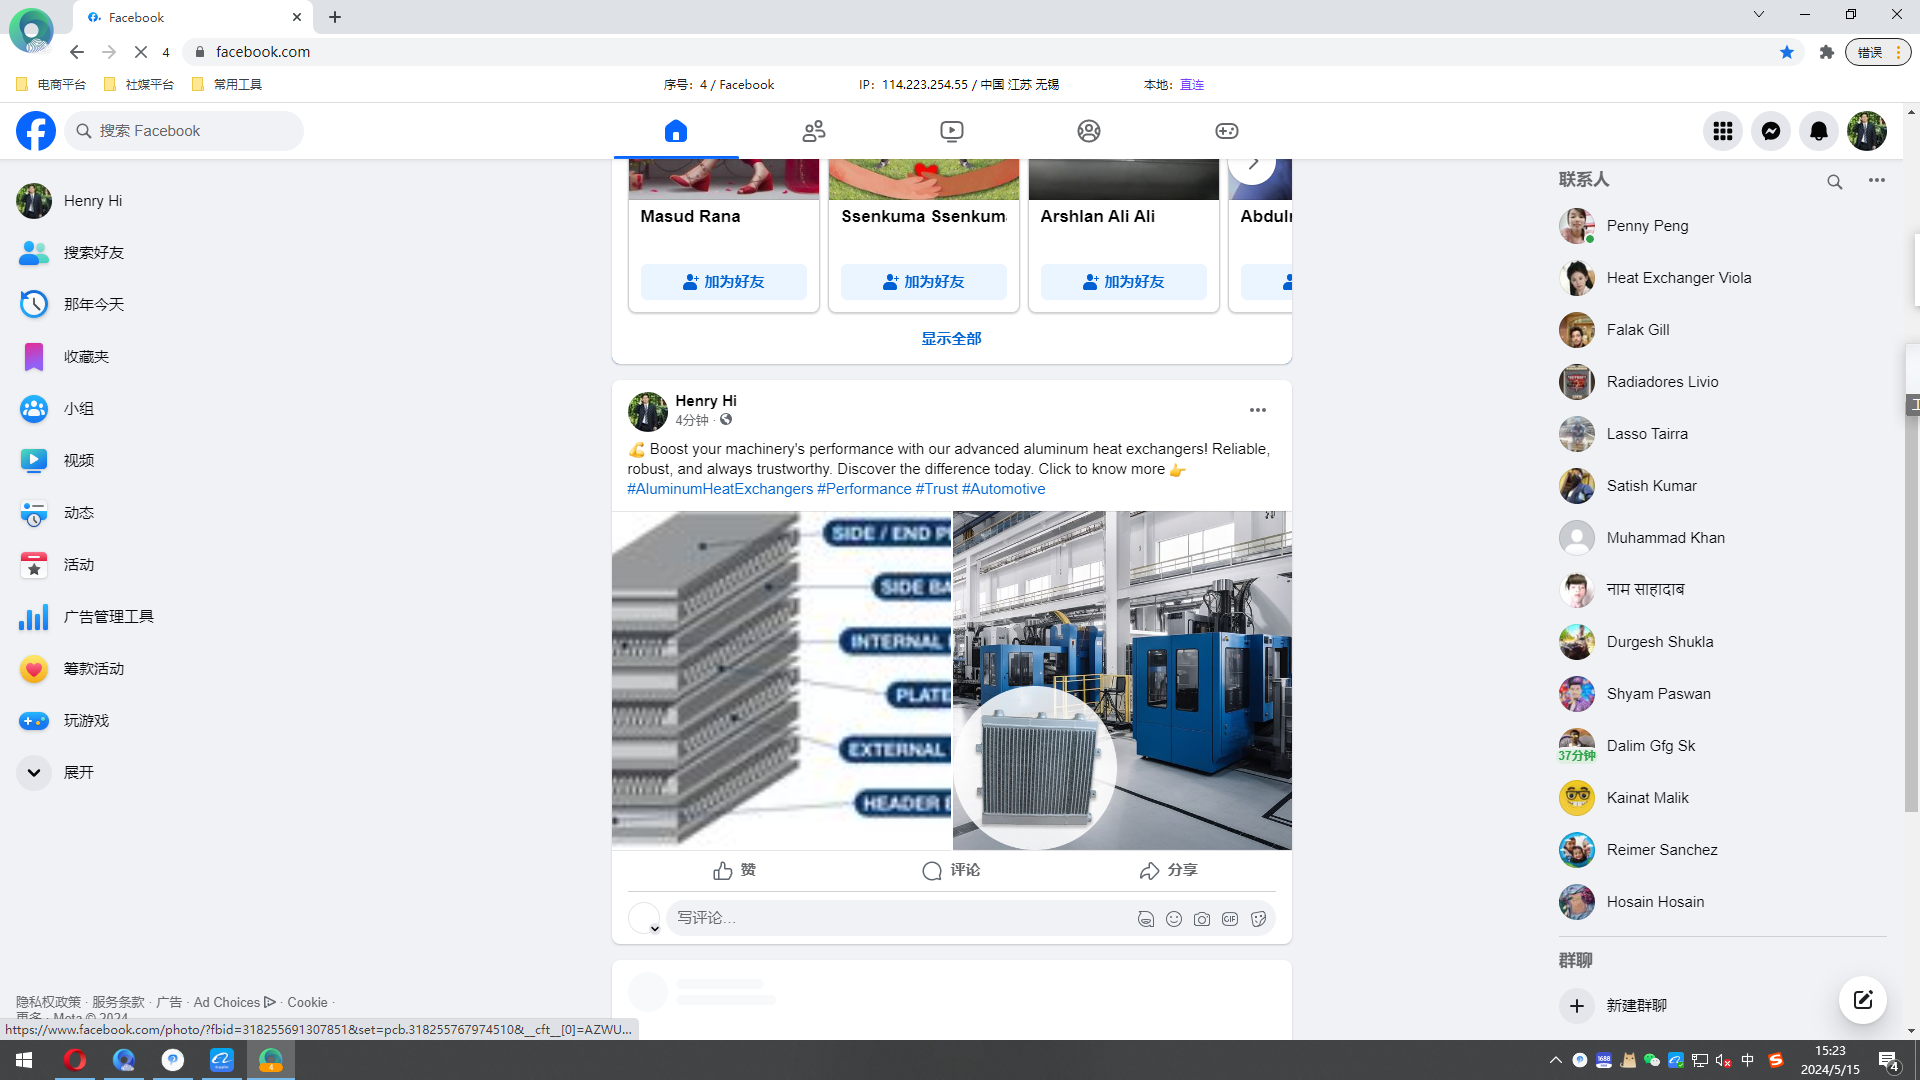 Facebook
4
facebook.com
错误
电商平台
社媒平台
常用工具
序号：4 / Facebook
IP：114.223.254.55 / 中国 江苏 无锡
本地：直连
搜索 Facebook
Henry Hi
搜索好友
那年今天
收藏夹
小组
视频
动态
活动
广告管理工具
筹款活动
玩游戏
展开
隐私权政策 · 服务条款 · 广告 · Ad Choices · Cookie ·
更多 · Meta © 2024
https://www.facebook.com/photo/?fbid=318255691307851&set=pcb.318255767974510&__cft__[0]=AZWU...
Masud Rana
加为好友
Ssenkuma Ssenkum
加为好友
Arshlan Ali Ali
加为好友
显示全部
Henry Hi
4分钟 ·
💪 Boost your machinery's performance with our advanced aluminum heat exchangers! Reliable,
robust, and always trustworthy. Discover the difference today. Click to know more 👉
#AluminumHeatExchangers #Performance #Trust #Automotive
SIDE / END P
SIDE BA
INTERNAL
PLATE
EXTERNAL
HEADER
赞
评论
分享
写评论…
GIF
联系人
Penny Peng
Heat Exchanger Viola
Falak Gill
Radiadores Livio
Lasso Tairra
Satish Kumar
Muhammad Khan
नाम साहादाब
Durgesh Shukla
Shyam Paswan
Dalim Gfg Sk
37分钟
Kainat Malik
Reimer Sanchez
Hosain Hosain
群聊
新建群聊
4
1688
中
15:23
2024/5/15
4